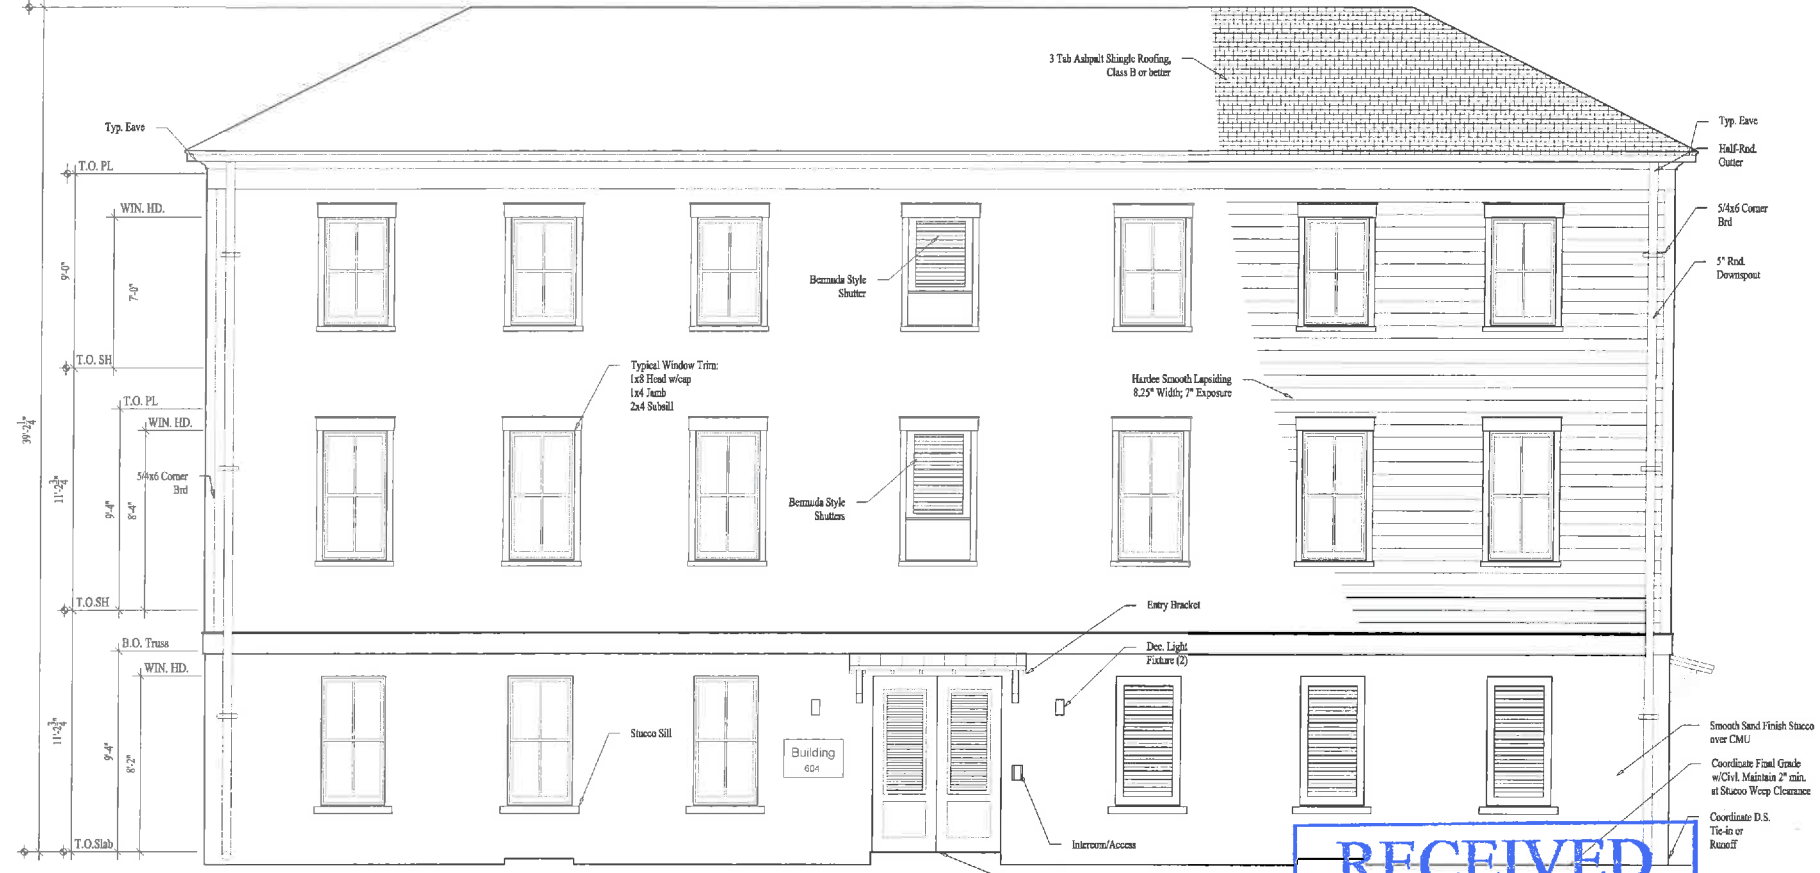 3 Tab Ashpalt Shingle Roofing,
Class B or better
Typ. Eave
Typ. Eave
Half-Rnd.
Gutter
T.O. PL
WIN. HD.
5/4x6 Corner
Brd
9'-0"
7'-0"
Bermuda Style
Shutter
5" Rnd.
Downspout
T.O. SH
Typical Window Trim:
1x8 Head w/cap
1x4 Jamb
2x4 Subsill
Hardee Smooth Lapsiding
8.25" Width; 7" Exposure
T.O. PL
WIN. HD.
39'-2 1/4"
5/4x6 Corner
Brd
11'-2 3/4"
9'-4"
8'-4"
Bermuda Style
Shutters
T.O.SH
Entry Bracket
B.O. Truss
WIN. HD.
Dec. Light
Fixture (2)
11'-2 3/4"
9'-4"
8'-2"
Stucco Sill
Building
604
Smooth Sand Finish Stucco
over CMU
Coordinate Final Grade
w/Civl. Maintain 2" min.
at Stucco Weep Clearance
T.O.Slab
Intercom/Access
Coordinate D.S.
Tie-in or
Runoff
RECEIVED